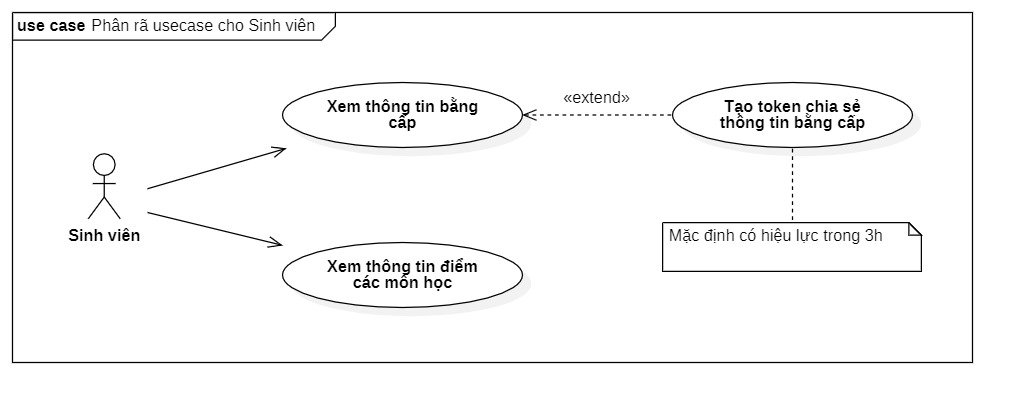 use case Phân rã usecase cho Sinh viên
Xem thông tin bằng
cấp
«extend»
Tạo token chia sẻ
thông tin bằng cấp
Sinh viên
Mặc định có hiệu lực trong 3h
Xem thông tin điểm
các môn học